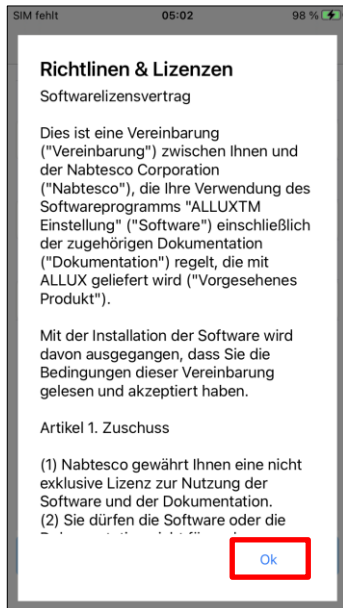 SIM fehlt 05:02 98 %
Richtlinen & Lizenzen
Softwarelizensvertrag
Dies ist eine Vereinbarung
("Vereinbarung") zwischen Ihnen und
der Nabtesco Corporation
("Nabtesco"), die Ihre Verwendung des
Softwareprogramms "ALLUXTM
Einstellung" ("Software") einschließlich
der zugehörigen Dokumentation
("Dokumentation") regelt, die mit
ALLUX geliefert wird ("Vorgesehenes
Produkt").
Mit der Installation der Software wird
davon ausgegangen, dass Sie die
Bedingungen dieser Vereinbarung
gelesen und akzeptiert haben.
Artikel 1. Zuschuss
(1) Nabtesco gewährt Ihnen eine nicht
exklusive Lizenz zur Nutzung der
Software und der Dokumentation.
(2) Sie dürfen die Software oder die
Ok